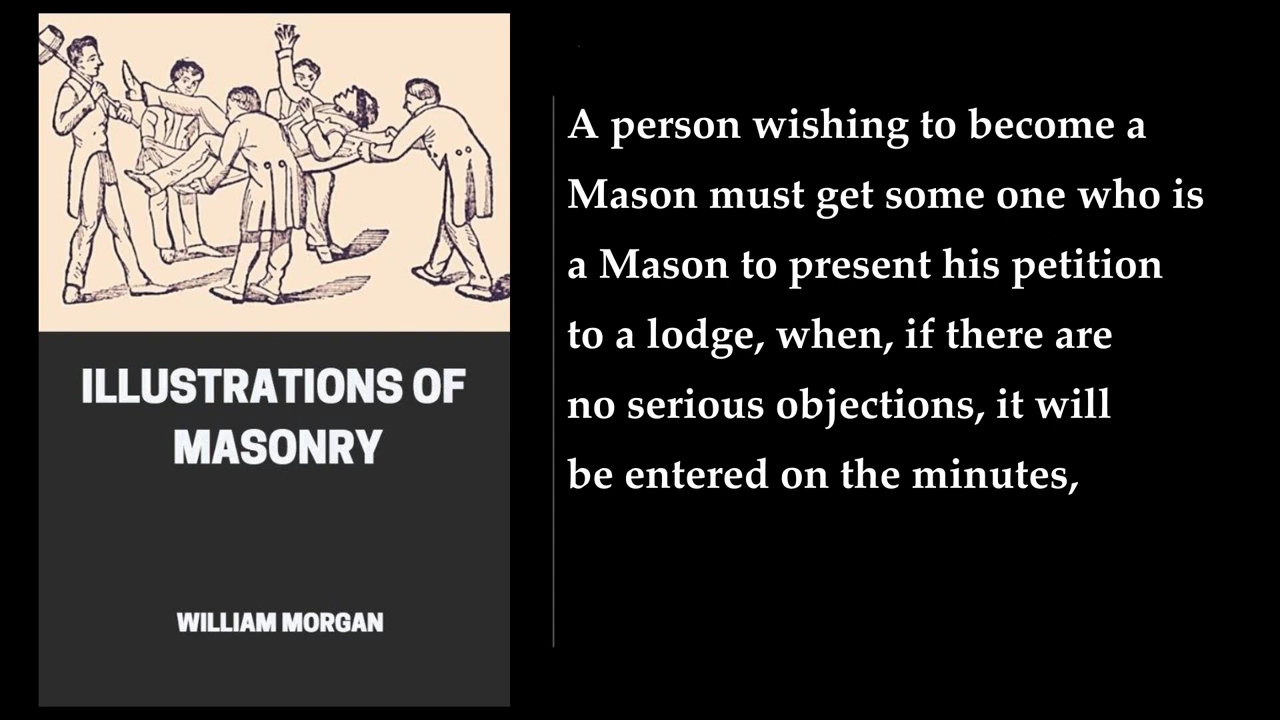 ILLUSTRATIONS OF
MASONRY
WILLIAM MORGAN
A person wishing to become a
Mason must get some one who is
a Mason to present his petition
to a lodge, when, if there are
no serious objections, it will
be entered on the minutes,